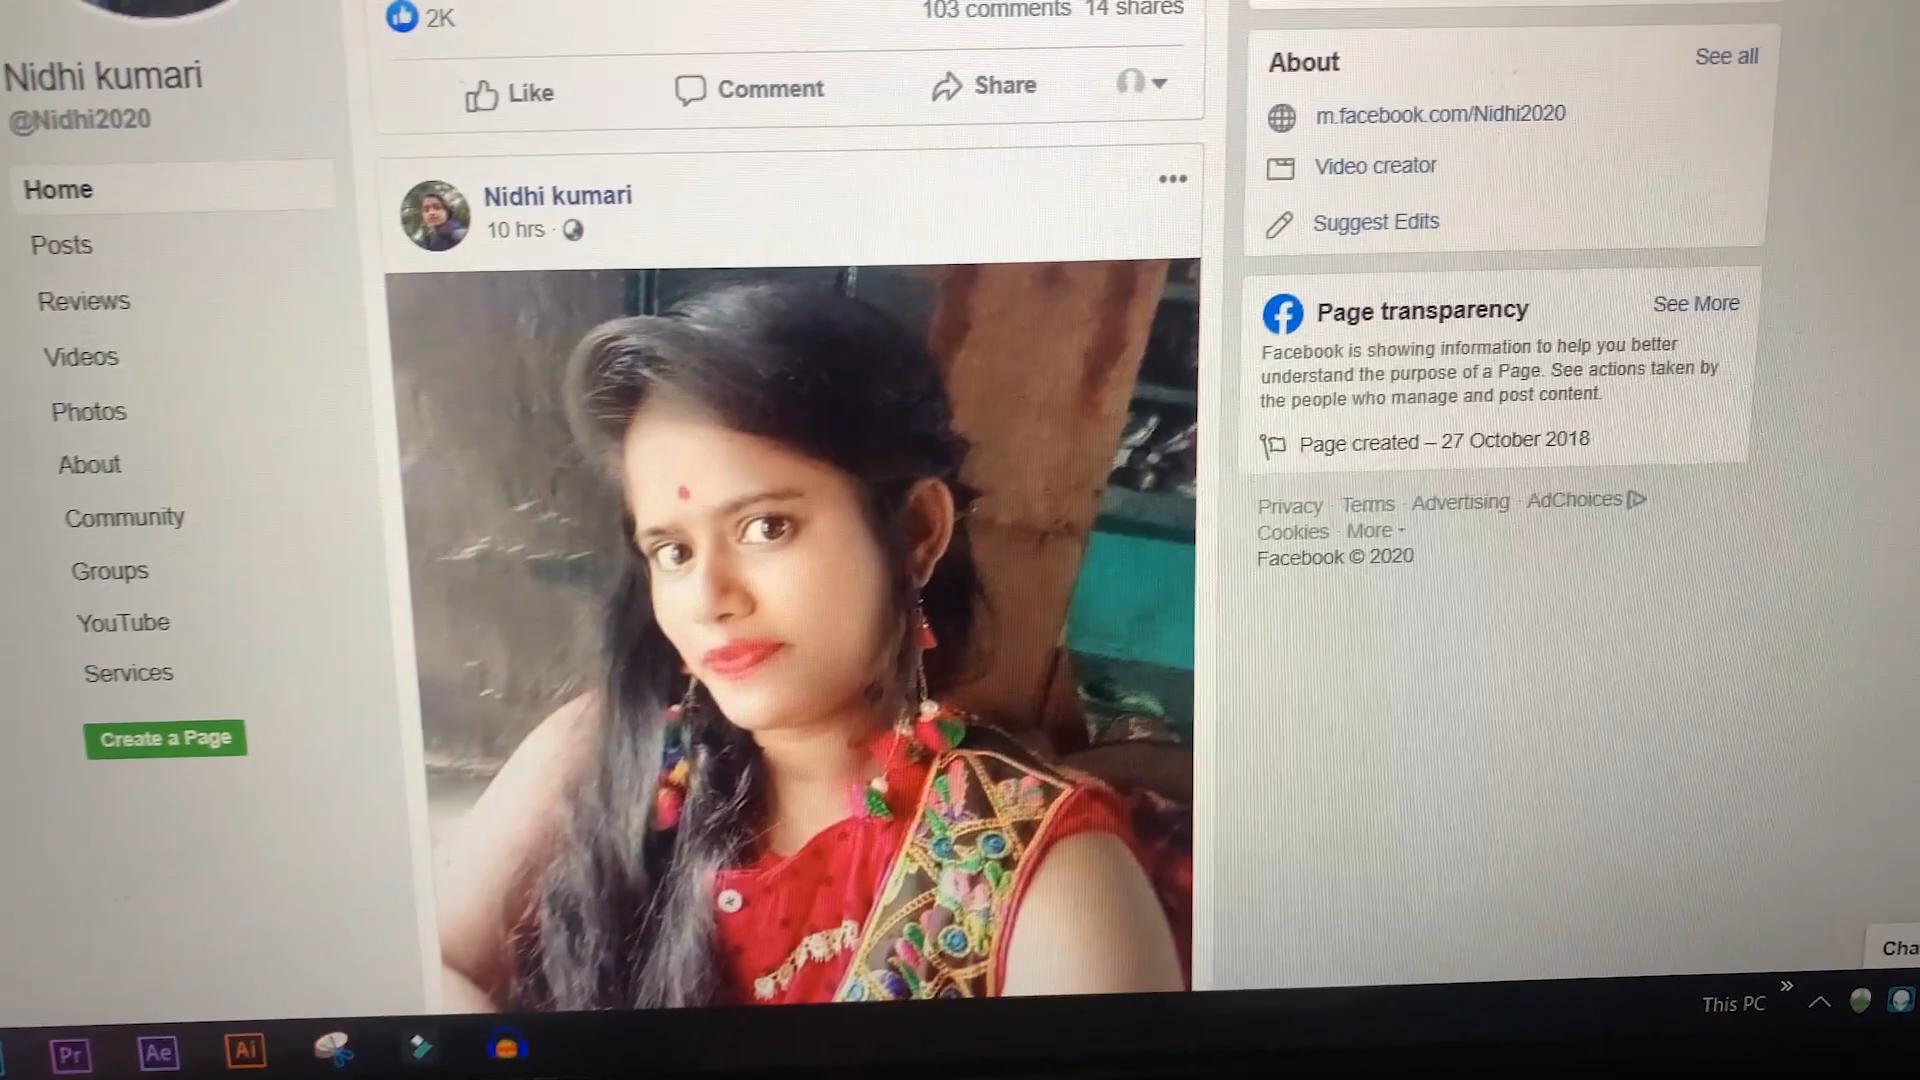 2K
103 comments 14 shares
Like
Comment
Share
Nidhi kumari
@Nidhi2020
Home
Posts
Reviews
Videos
Photos
About
Community
Groups
YouTube
Services
Create a Page
Nidhi kumari
10 hrs ·
About
See all
m.facebook.com/Nidhi2020
Video creator
Suggest Edits
Page transparency
See More
Facebook is showing information to help you better
understand the purpose of a Page. See actions taken by
the people who manage and post content.
Page created – 27 October 2018
Privacy · Terms · Advertising · AdChoices
Cookies · More
Facebook © 2020
Cha
This PC
Pr
Ae
Ai